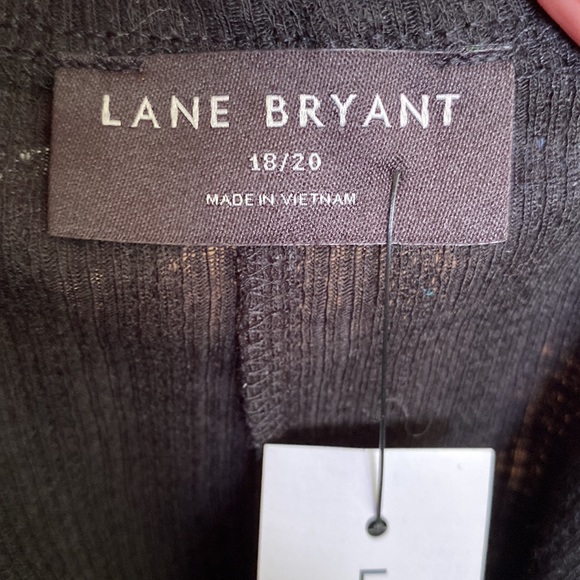 LANE BRYANT
18/20
MADE IN VIETNAM
L